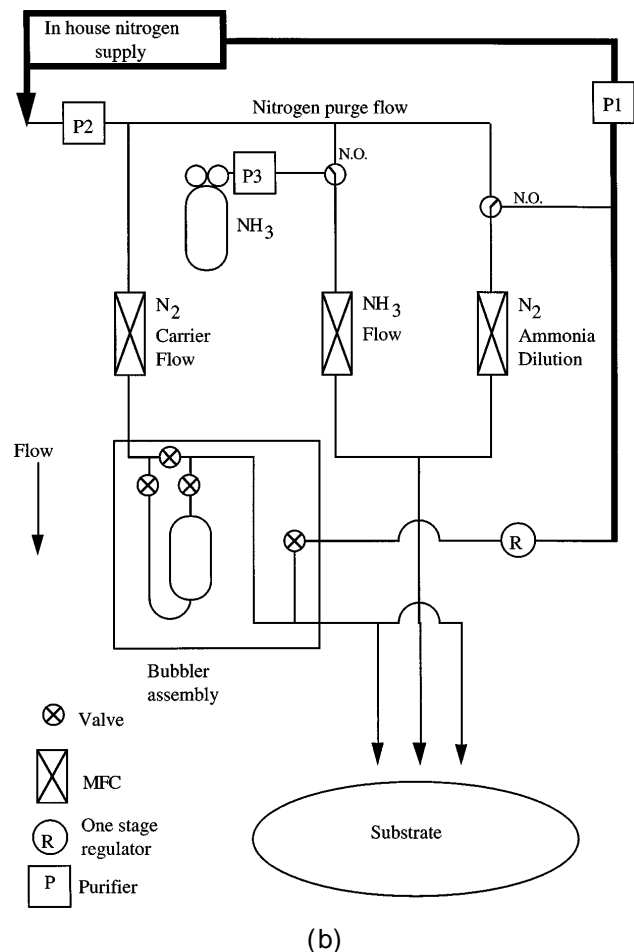 In house nitrogen
supply
P1
P2
Nitrogen purge flow
N.O.
P3
N.O.
NH3
N2
Carrier
Flow
NH3
Flow
N2
Ammonia
Dilution
Flow
R
Bubbler
assembly
Valve
MFC
One stage
regulator
R
P
Purifier
Substrate
(b)